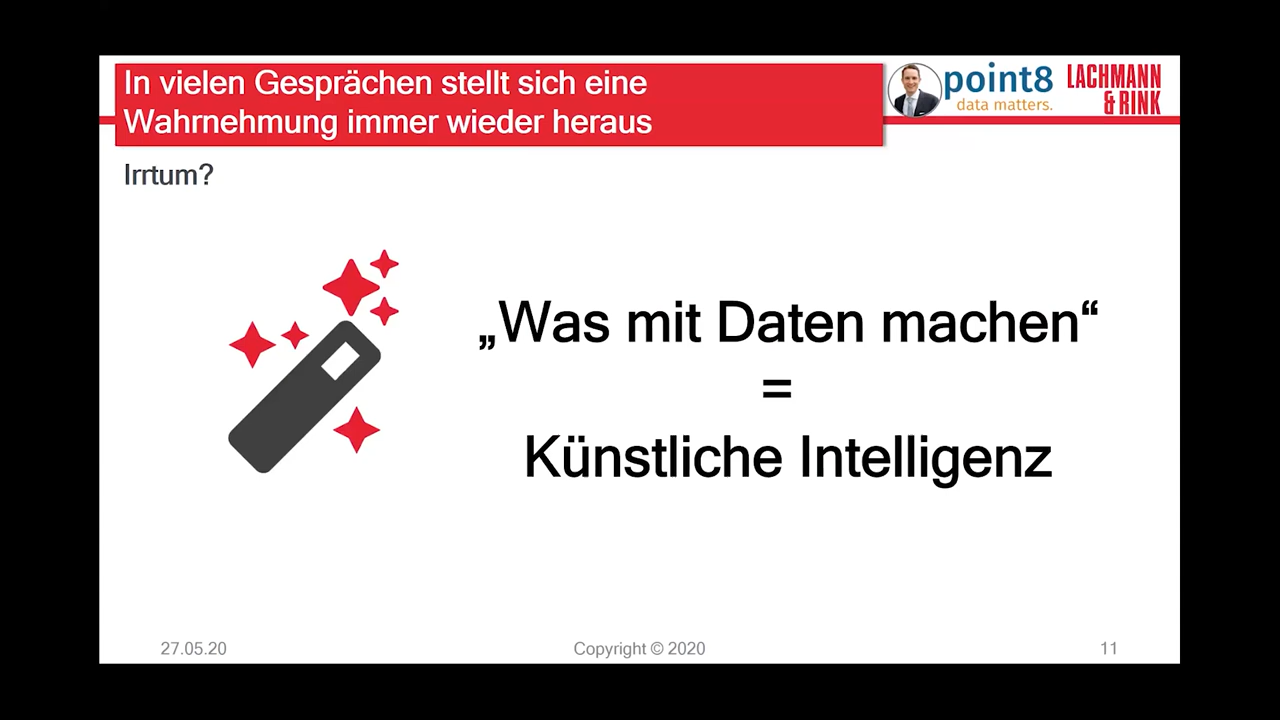 In vielen Gesprächen stellt sich eine
Wahrnehmung immer wieder heraus
point8
data matters.
LACHMANN
& RINK
Irrtum?
„Was mit Daten machen“
=
Künstliche Intelligenz
27.05.20
Copyright © 2020
11